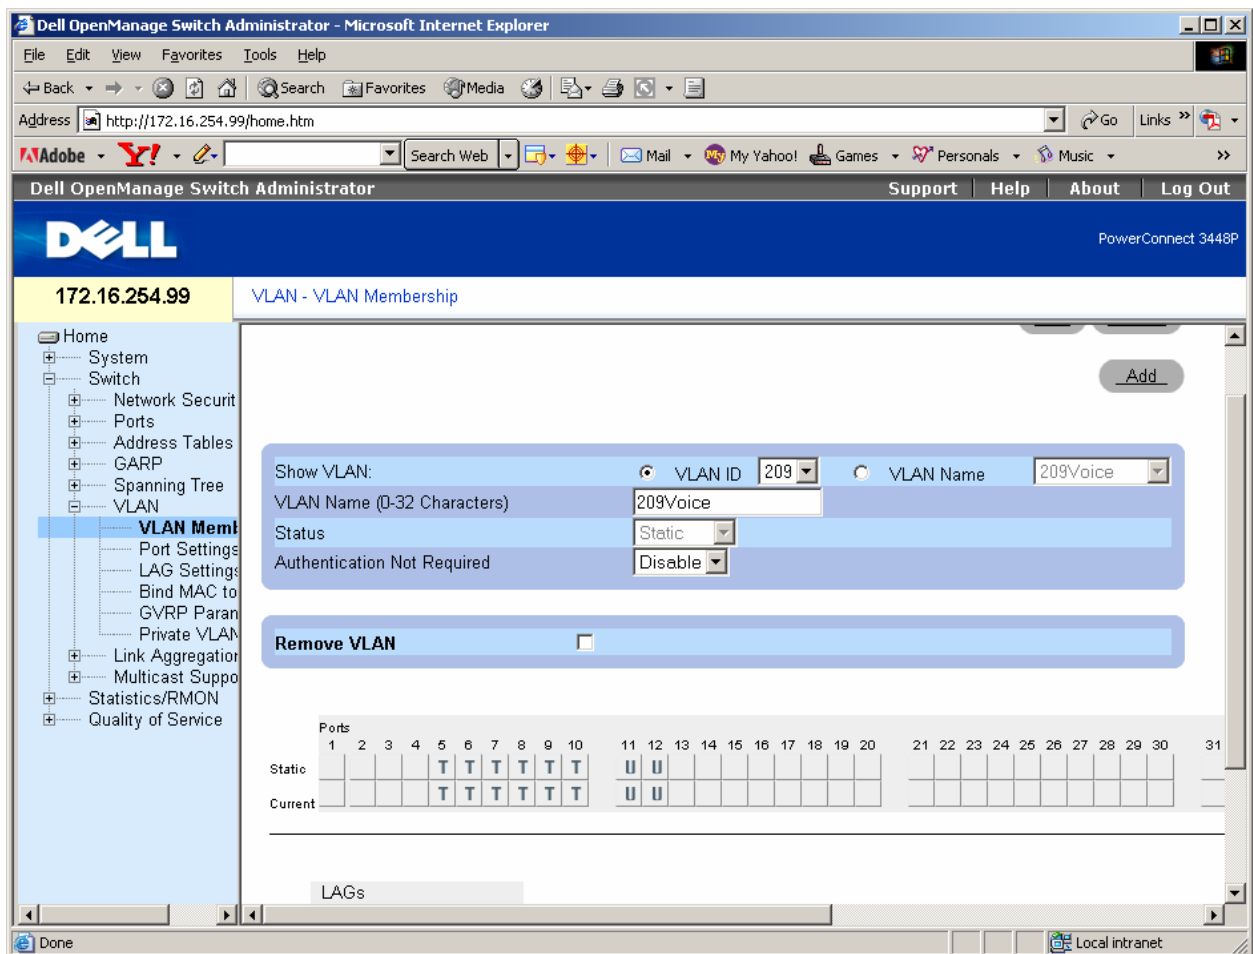 Dell OpenManage Switch Administrator - Microsoft Internet Explorer
File Edit View Favorites Tools Help
Back Search Favorites Media
Address http://172.16.254.99/home.htm Go Links »
Adobe Y! Search Web My Mail My Yahoo! Games Personals Music »
Dell OpenManage Switch Administrator Support Help About Log Out
DELL PowerConnect 3448P
172.16.254.99 VLAN - VLAN Membership
Home
System
Switch
Network Securit
Ports
Address Tables
GARP
Spanning Tree
VLAN
VLAN Memb
Port Settings
LAG Settings
Bind MAC to
GVRP Param
Private VLAN
Link Aggregation
Multicast Suppo
Statistics/RMON
Quality of Service
Add
Show VLAN: VLAN ID 209 VLAN Name 209Voice
VLAN Name (0-32 Characters) 209Voice
Status Static
Authentication Not Required Disable
Remove VLAN
Ports
1 2 3 4 5 6 7 8 9 10 11 12 13 14 15 16 17 18 19 20 21 22 23 24 25 26 27 28 29 30 31
Static T T T T T T U U
Current T T T T T T U U
LAGs
Done Local intranet